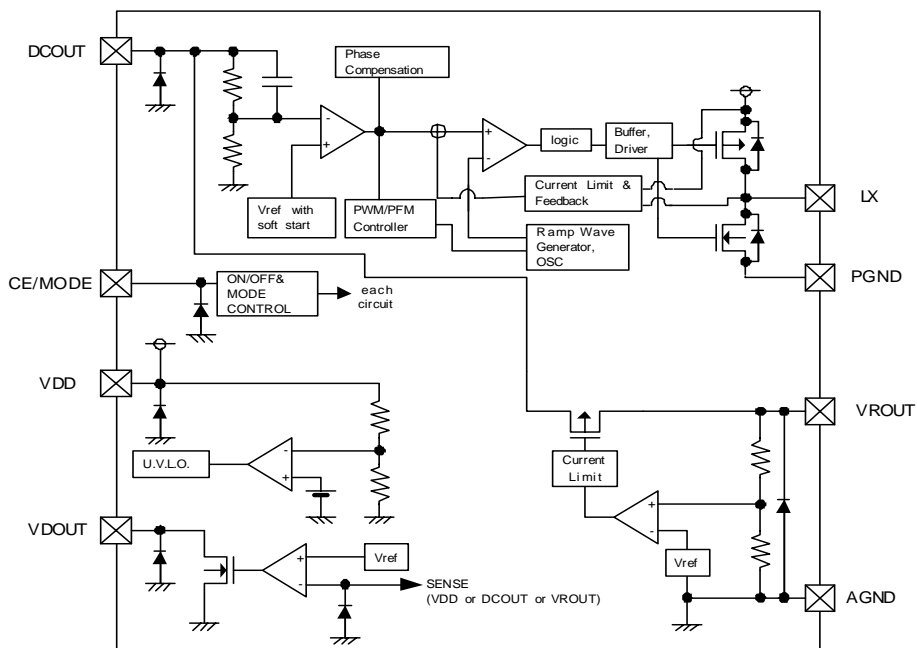 DCOUT
Phase
Compensation
-
+
+
-
logic
Buffer,
Driver
Current Limit &
Feedback
LX
Vref with
soft start
PWM/PFM
Controller
Ramp Wave
Generator,
OSC
PGND
CE/MODE
ON/OFF&
MODE
CONTROL
each
circuit
VDD
VROUT
U.V.L.O.
-
+
Current
Limit
+
-
VDOUT
+
-
Vref
Vref
SENSE
(VDD or DCOUT or VROUT)
AGND